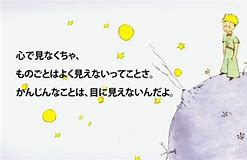 心で見なくちゃ、
ものごとはよく見えないってことさ。
かんじんなことは、目に見えないんだよ。